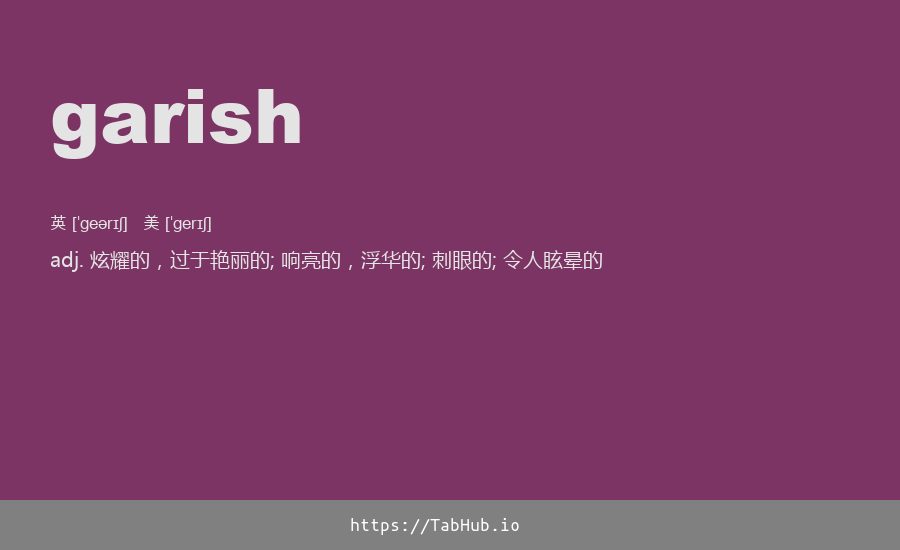 garish
英 [ˈgeərɪʃ] 美 [ˈgerɪʃ]
adj. 炫耀的，过于艳丽的; 响亮的，浮华的; 刺眼的; 令人眩晕的
https://TabHub.io